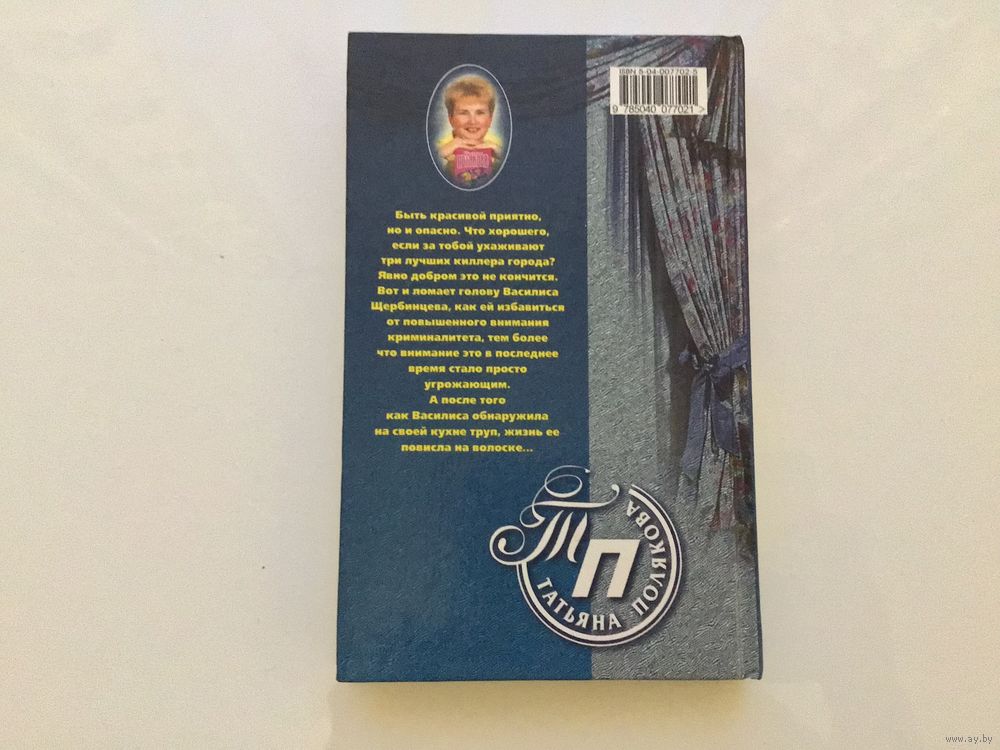 ISBN 5-04-007702-5
9 785040 077021 >
Быть красивой приятно,
но и опасно. Что хорошего,
если за тобой ухаживают
три лучших киллера города?
Явно добром это не кончится.
Вот и ломает голову Василиса
Щербинцева, как ей избавиться
от повышенного внимания
криминалитета, тем более
что внимание это в последнее
время стало просто
угрожающим.
А после того
как Василиса обнаружила
на своей кухне труп, жизнь ее
повисла на волоске...
ТП
ТАТЬЯНА ПОЛЯКОВА
www.ay.by